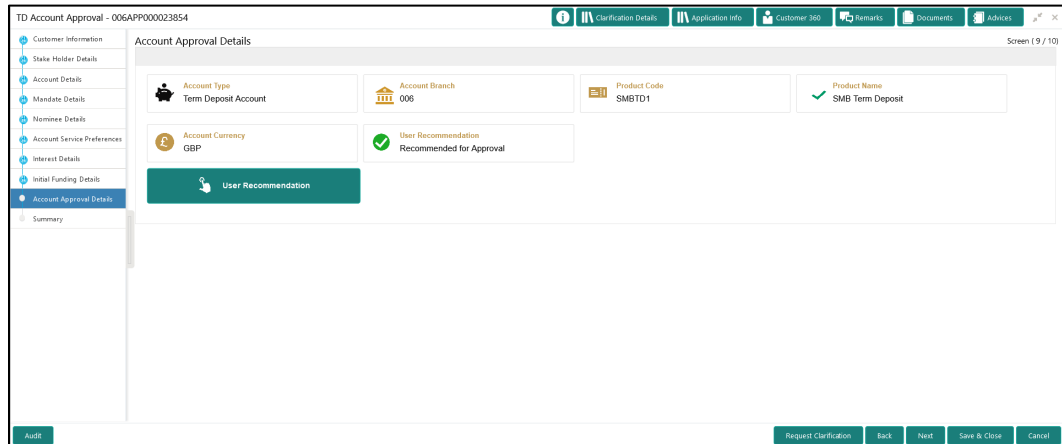 TD Account Approval - 006APP000023854
Clarification Details
Application Info
Customer 360
Remarks
Documents
Advices
Customer Information
Stake Holder Details
Account Details
Mandate Details
Nominee Details
Account Service Preferences
Interest Details
Initial Funding Details
Account Approval Details
Summary
Account Approval Details
Screen ( 9 / 10)
Account Type
Term Deposit Account
Account Branch
006
Product Code
SMBTD1
Product Name
SMB Term Deposit
Account Currency
GBP
User Recommendation
Recommended for Approval
User Recommendation
Audit
Request Clarification
Back
Next
Save & Close
Cancel